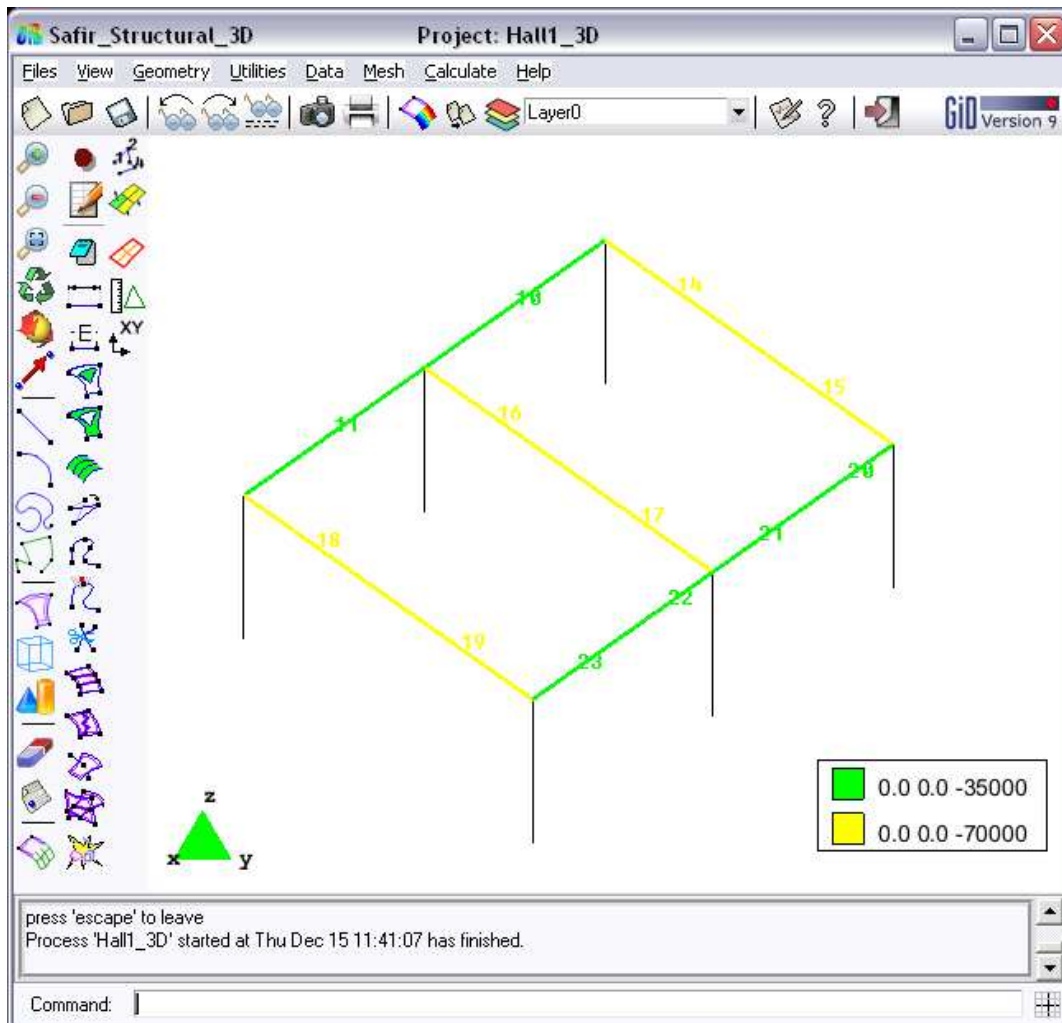 Safir_Structural_3D Project: Hall1_3D
Files View Geometry Utilities Data Mesh Calculate Help
Layer0
GiD Version 9
2
E
XY
10
14
11
15
16
20
17
21
18
22
19
23
z
x y
0.0 0.0 -35000
0.0 0.0 -70000
press 'escape' to leave
Process 'Hall1_3D' started at Thu Dec 15 11:41:07 has finished.
Command: